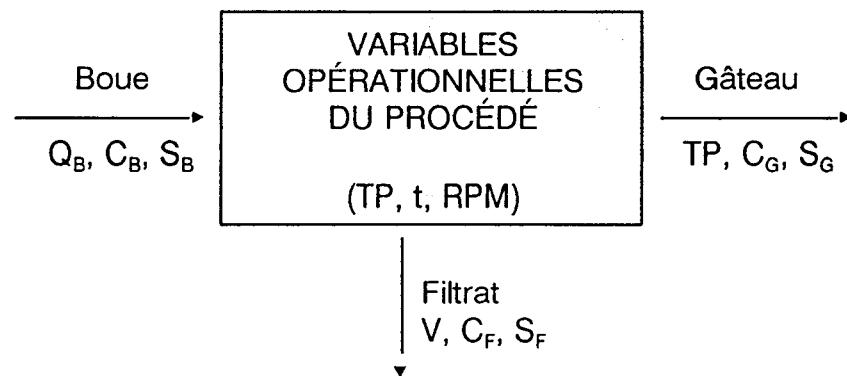 VARIABLES
OPÉRATIONNELLES
DU PROCÉDÉ
(TP, t, RPM)
Boue
Q_B, C_B, S_B
Gâteau
TP, C_G, S_G
Filtrat
V, C_F, S_F